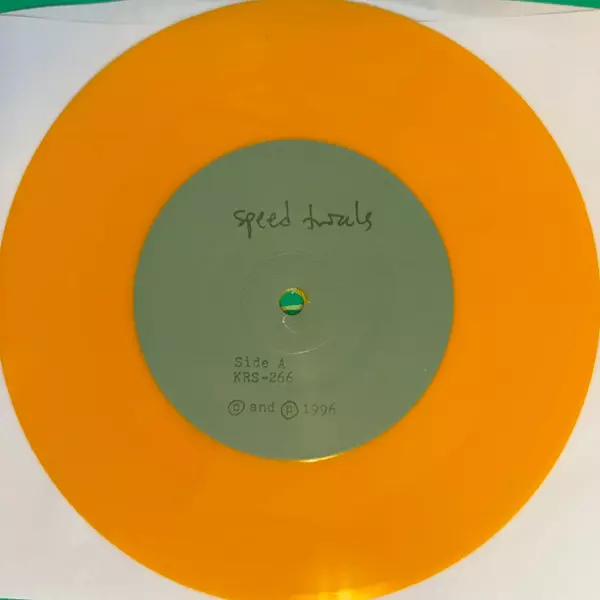 speed trials
Side A
KRS-266
© and ℗ 1996